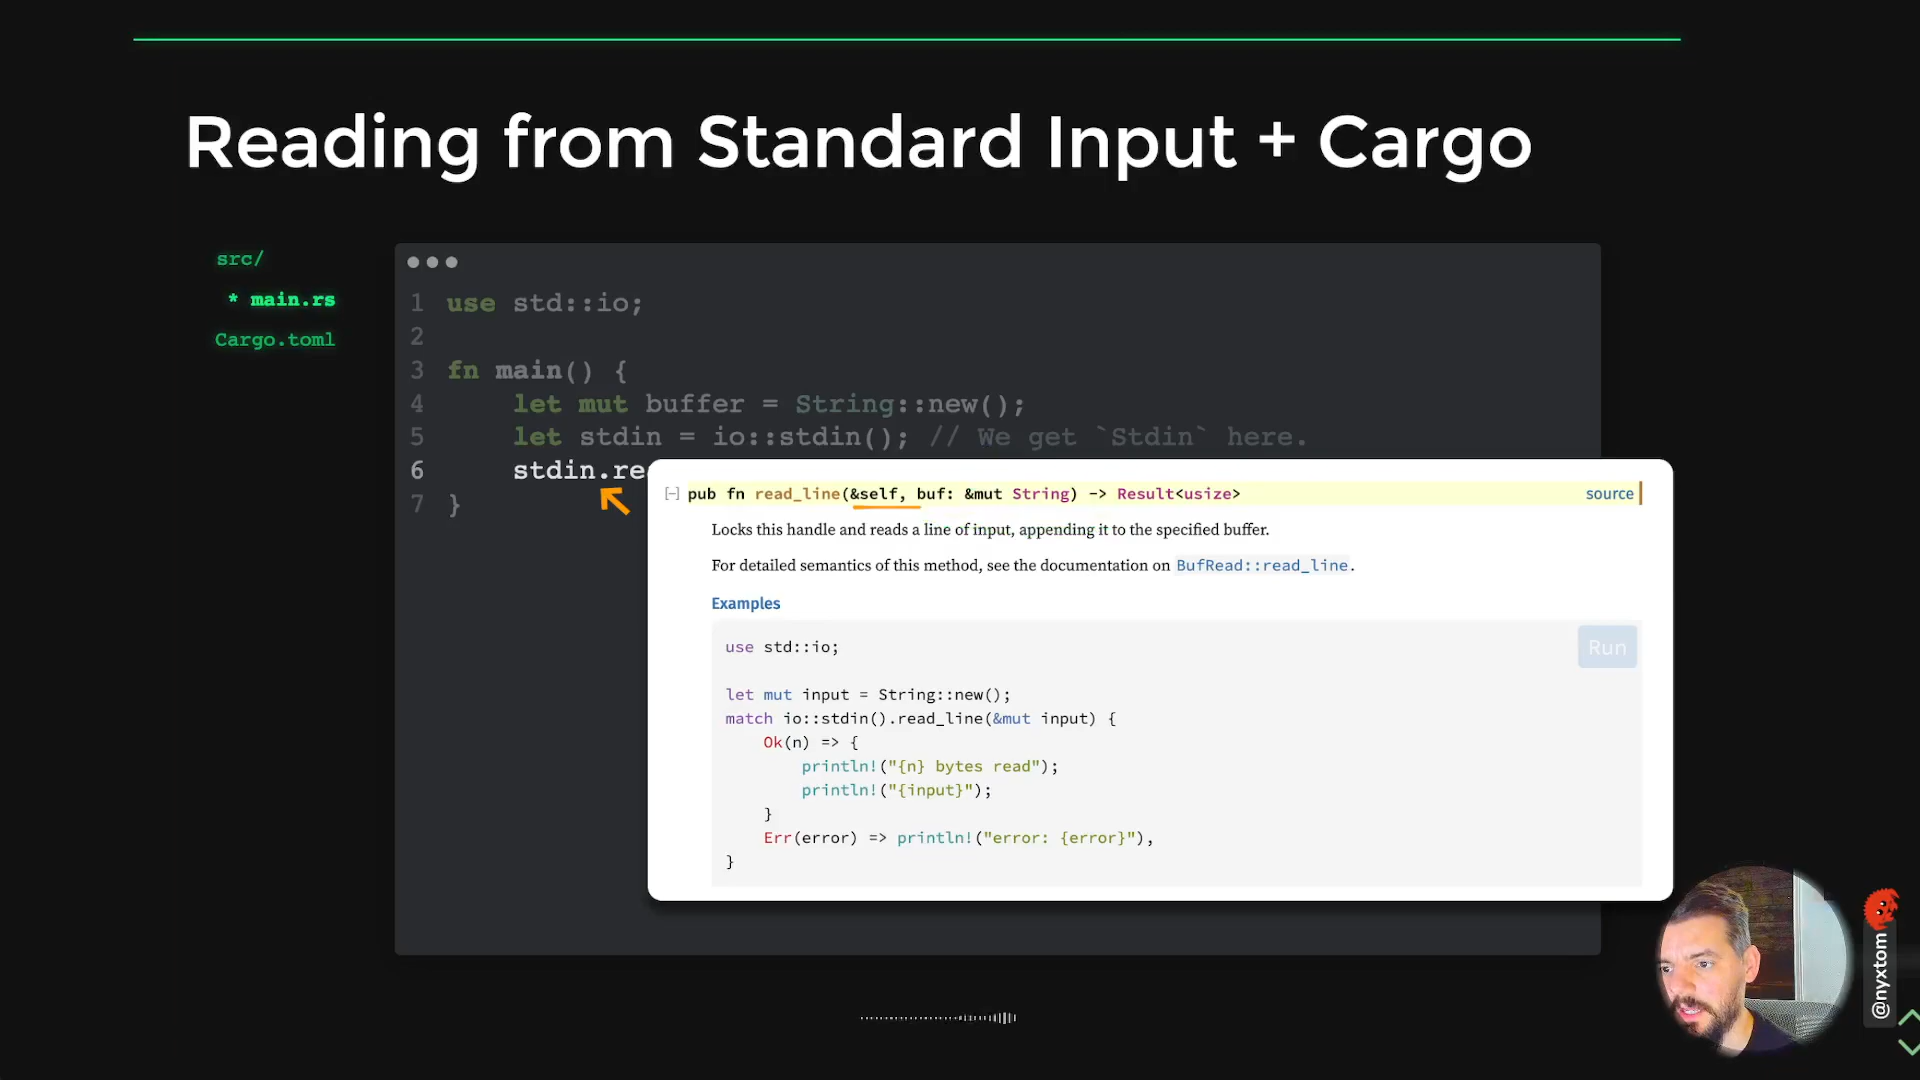 Reading from Standard Input + Cargo
src/
* main.rs
Cargo.toml
1 use std::io;
2
3 fn main() {
4     let mut buffer = String::new();
5     let stdin = io::stdin(); // We get `Stdin` here.
6     stdin.re
7 }
[−] pub fn read_line(&self, buf: &mut String) -> Result<usize> source
Locks this handle and reads a line of input, appending it to the specified buffer.
For detailed semantics of this method, see the documentation on BufRead::read_line.
Examples
Run
use std::io;
let mut input = String::new();
match io::stdin().read_line(&mut input) {
    Ok(n) => {
        println!("{n} bytes read");
        println!("{input}");
    }
    Err(error) => println!("error: {error}"),
}
@nyxtom